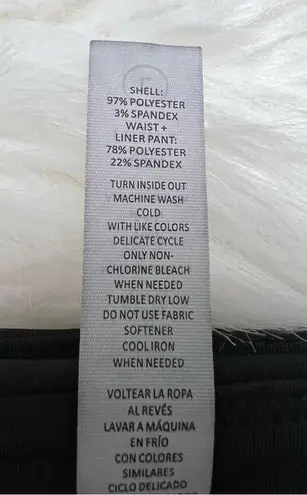 SHELL:
97% POLYESTER
3% SPANDEX
WAIST +
LINER PANT:
78% POLYESTER
22% SPANDEX
TURN INSIDE OUT
MACHINE WASH
COLD
WITH LIKE COLORS
DELICATE CYCLE
ONLY NON-
CHLORINE BLEACH
WHEN NEEDED
TUMBLE DRY LOW
DO NOT USE FABRIC
SOFTENER
COOL IRON
WHEN NEEDED
VOLTEAR LA ROPA
AL REVÉS
LAVAR A MÁQUINA
EN FRÍO
CON COLORES
SIMILARES
CICLO DELICADO